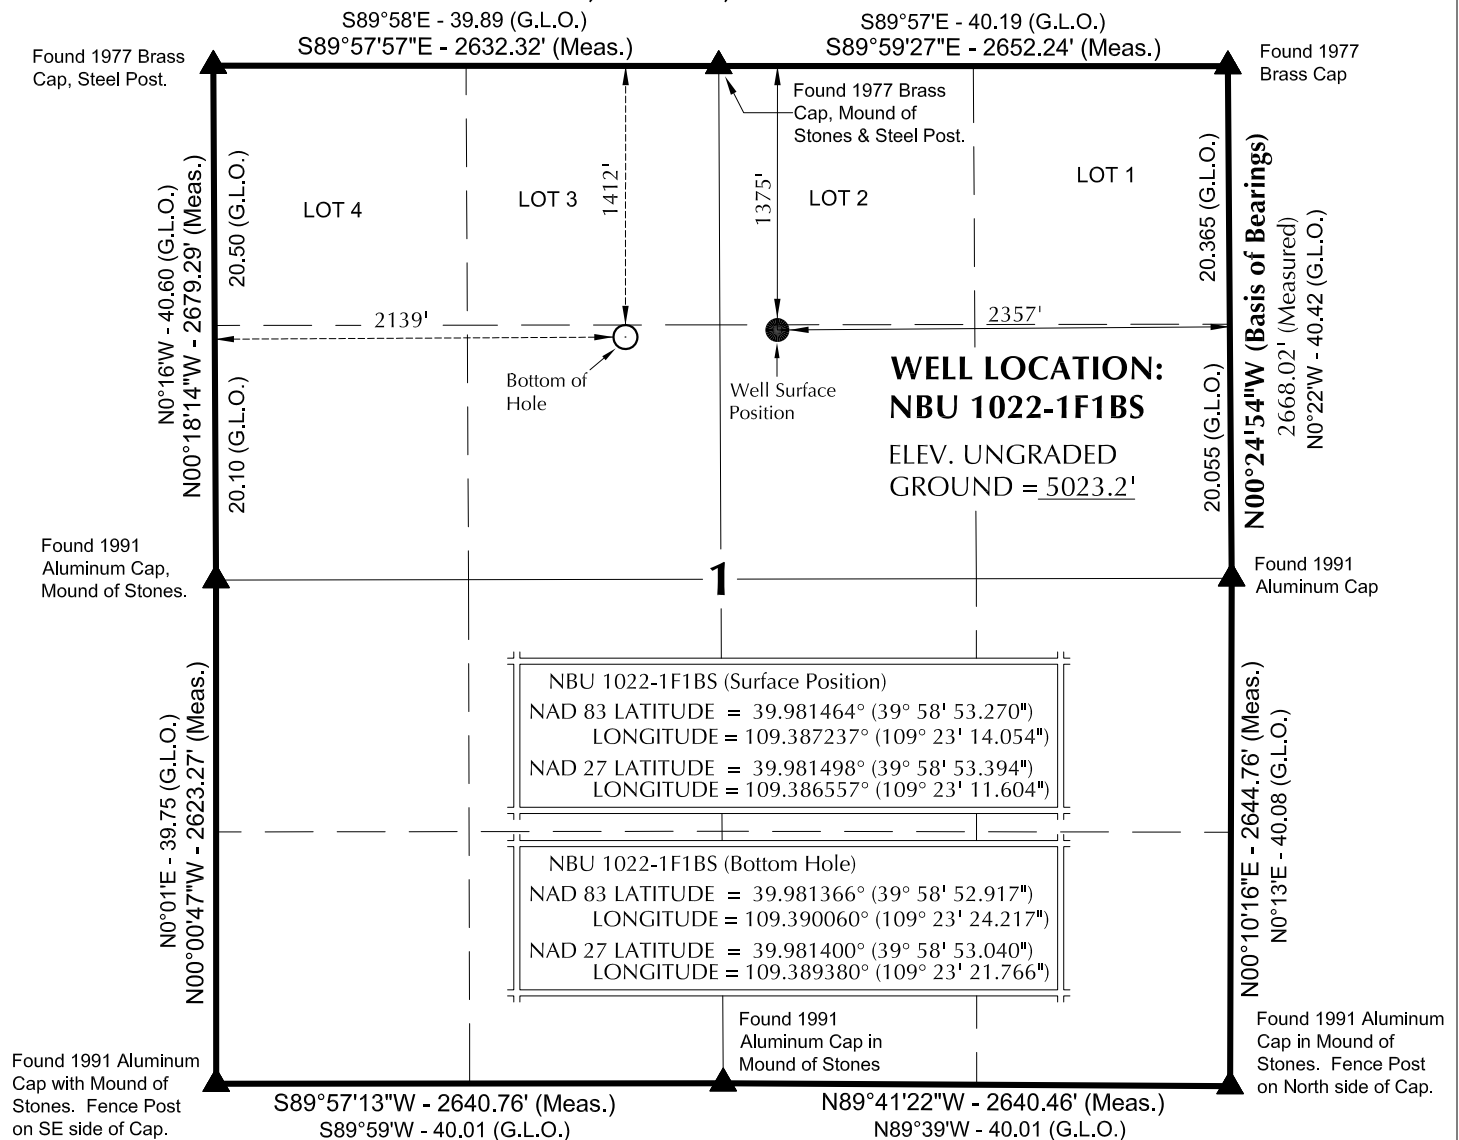 S89°58'E - 39.89 (G.L.O.)
S89°57'57"E - 2632.32' (Meas.)
S89°57'E - 40.19 (G.L.O.)
S89°59'27"E - 2652.24' (Meas.)
Found 1977 Brass
Cap, Steel Post.
Found 1977
Brass Cap
Found 1977 Brass
Cap, Mound of
Stones & Steel Post.
LOT 4
LOT 3
LOT 2
LOT 1
1412'
1375'
N0°16'W - 40.60 (G.L.O.)
N00°18'14"W - 2679.29' (Meas.)
20.50 (G.L.O.)
20.10 (G.L.O.)
20.365 (G.L.O.)
20.055 (G.L.O.)
N00°24'54"W (Basis of Bearings)
2668.02' (Measured)
N0°22'W - 40.42 (G.L.O.)
2139'
2357'
Bottom of
Hole
Well Surface
Position
WELL LOCATION:
NBU 1022-1F1BS
ELEV. UNGRADED
GROUND = 5023.2'
Found 1991
Aluminum Cap,
Mound of Stones.
1
Found 1991
Aluminum Cap
NBU 1022-1F1BS (Surface Position)
NAD 83 LATITUDE = 39.981464° (39° 58' 53.270")
LONGITUDE = 109.387237° (109° 23' 14.054")
NAD 27 LATITUDE = 39.981498° (39° 58' 53.394")
LONGITUDE = 109.386557° (109° 23' 11.604")
NBU 1022-1F1BS (Bottom Hole)
NAD 83 LATITUDE = 39.981366° (39° 58' 52.917")
LONGITUDE = 109.390060° (109° 23' 24.217")
NAD 27 LATITUDE = 39.981400° (39° 58' 53.040")
LONGITUDE = 109.389380° (109° 23' 21.766")
N0°01'E - 39.75 (G.L.O.)
N00°00'47"W - 2623.27' (Meas.)
N00°10'16"E - 2644.76' (Meas.)
N0°13'E - 40.08 (G.L.O.)
Found 1991 Aluminum
Cap with Mound of
Stones. Fence Post
on SE side of Cap.
Found 1991
Aluminum Cap in
Mound of Stones
Found 1991 Aluminum
Cap in Mound of
Stones. Fence Post
on North side of Cap.
S89°57'13"W - 2640.76' (Meas.)
S89°59'W - 40.01 (G.L.O.)
N89°41'22"W - 2640.46' (Meas.)
N89°39'W - 40.01 (G.L.O.)